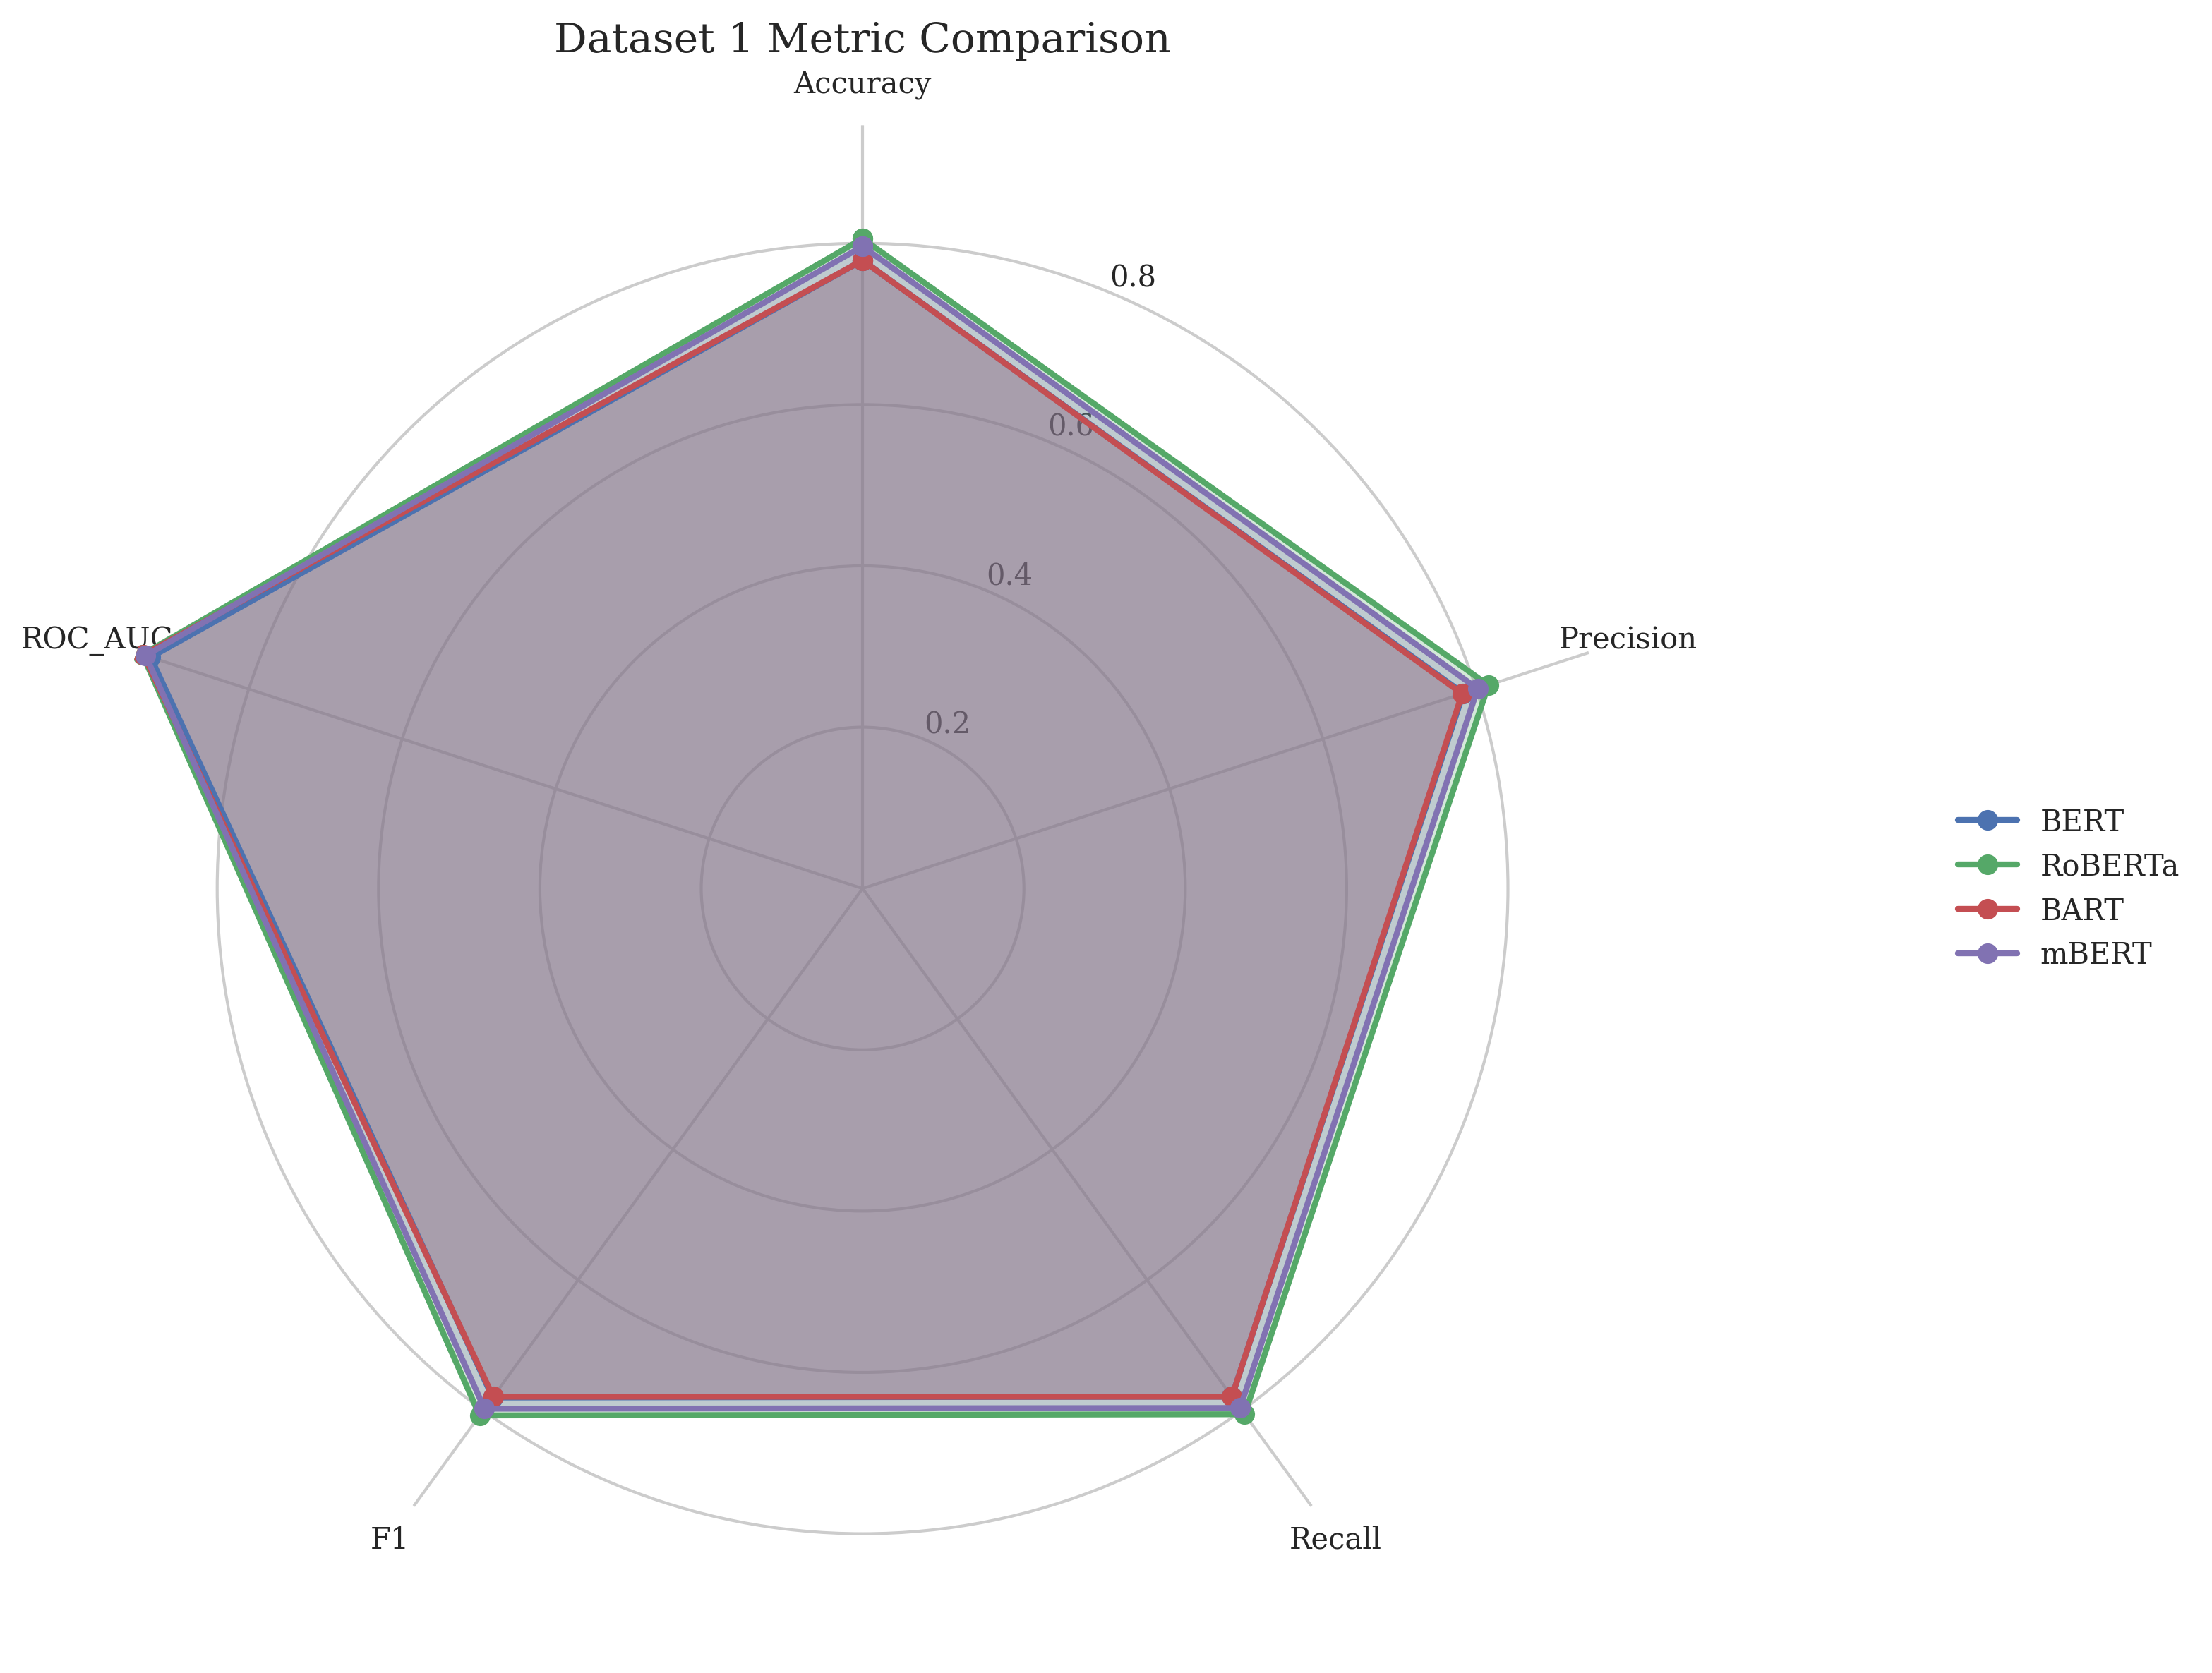 Dataset 1 Metric Comparison
Accuracy
0.8
0.6
0.4
ROC_AUC
Precision
0.2
BERT
RoBERTa
BART
mBERT
F1
Recall